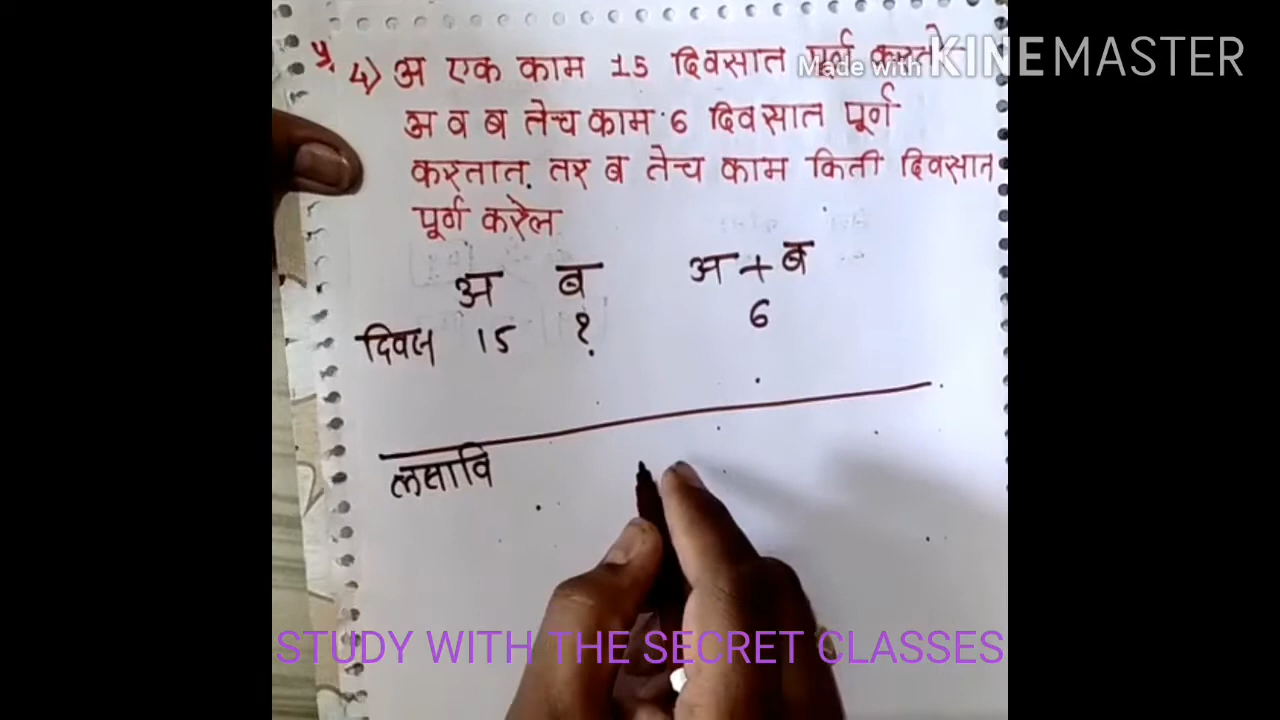 प्र. 4) अ एक काम 15 दिवसात पूर्ण करतो
Made with KINEMASTER
अ व ब तेच काम 6 दिवसात पूर्ण
करतात. तर ब तेच काम किती दिवसात
पूर्ण करेल
अ ब अ + ब
दिवस 15 ? 6
लसावि
STUDY WITH THE SECRET CLASSES